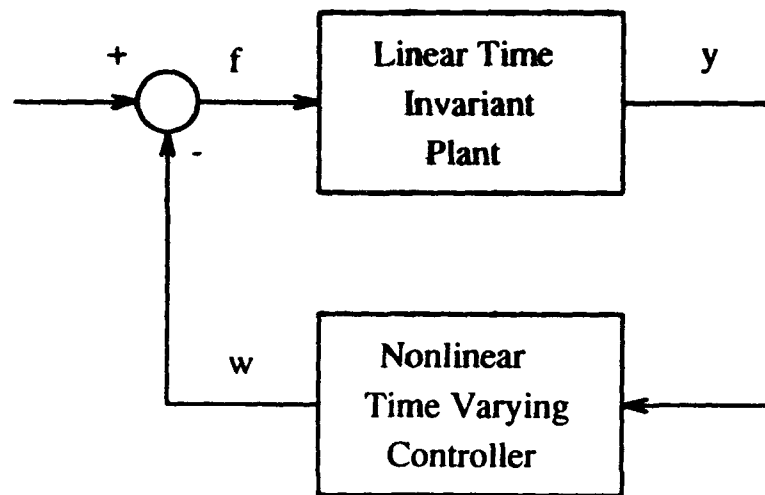 +
f
Linear Time
Invariant
Plant
y
-
w
Nonlinear
Time Varying
Controller